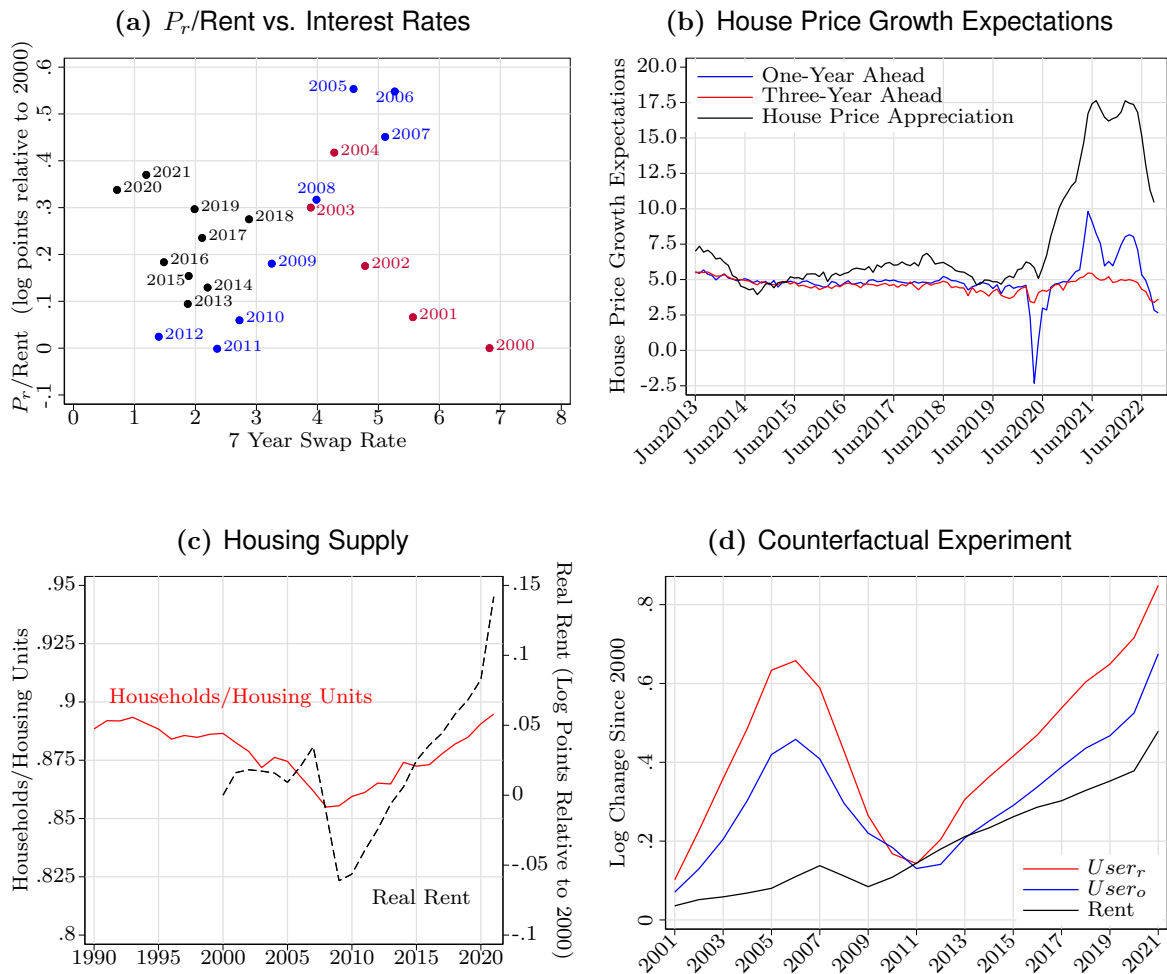 (a) P_r/Rent vs. Interest Rates
P_r/Rent (log points relative to 2000)
.6
.5
.4
.3
.2
.1
0
-.1
2005
2006
2007
2004
2021
2020
2008
2003
2019
2018
2017
2016
2015
2014
2013
2009
2002
2012
2010
2011
2001
2000
0 1 2 3 4 5 6 7 8
7 Year Swap Rate
(b) House Price Growth Expectations
House Price Growth Expectations
20.0
17.5
15.0
12.5
10.0
7.5
5.0
2.5
0.0
-2.5
One-Year Ahead
Three-Year Ahead
House Price Appreciation
Jun2013
Jun2014
Jun2015
Jun2016
Jun2017
Jun2018
Jun2019
Jun2020
Jun2021
Jun2022
(c) Housing Supply
Households/Housing Units
.95
.925
.9
.875
.85
.825
.8
Households/Housing Units
Real Rent
.15
.1
.05
0
-.05
-.1
Real Rent (Log Points Relative to 2000)
1990 1995 2000 2005 2010 2015 2020
(d) Counterfactual Experiment
Log Change Since 2000
.8
.6
.4
.2
0
User_r
User_o
Rent
2001
2003
2005
2007
2009
2011
2013
2015
2017
2019
2021